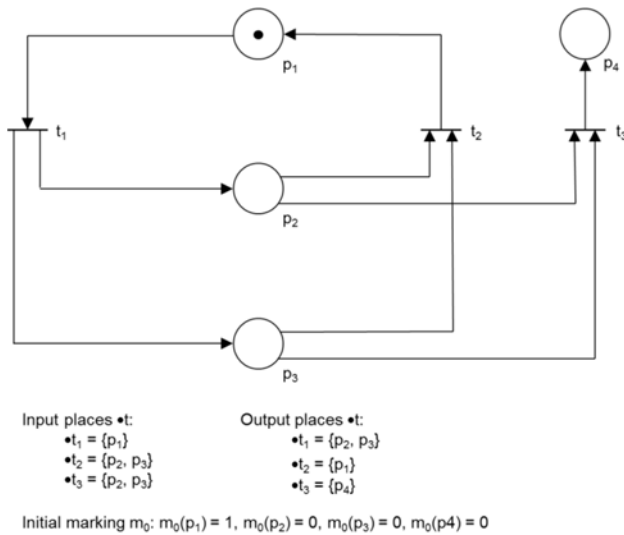 p₁
p₄
t₁
t₂
t₃
p₂
p₃
Input places •t:
•t₁ = {p₁}
•t₂ = {p₂, p₃}
•t₃ = {p₂, p₃}
Output places •t:
•t₁ = {p₂, p₃}
•t₂ = {p₁}
•t₃ = {p₄}
Initial marking m₀: m₀(p₁) = 1, m₀(p₂) = 0, m₀(p₃) = 0, m₀(p4) = 0